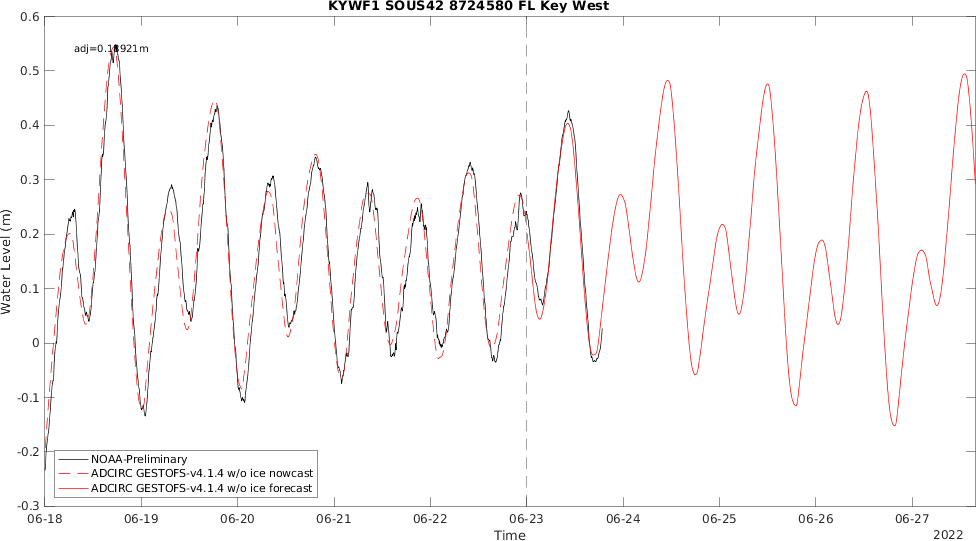 KYWF1 SOUS42 8724580 FL Key West
0.6
0.5
0.4
0.3
0.2
0.1
0
-0.1
-0.2
-0.3
Water Level (m)
NOAA-Preliminary
ADCIRC GESTOFS-v4.1.4 w/o ice nowcast
ADCIRC GESTOFS-v4.1.4 w/o ice forecast
06-18 06-19 06-20 06-21 06-22 06-23 06-24 06-25 06-26 06-27
Time
2022